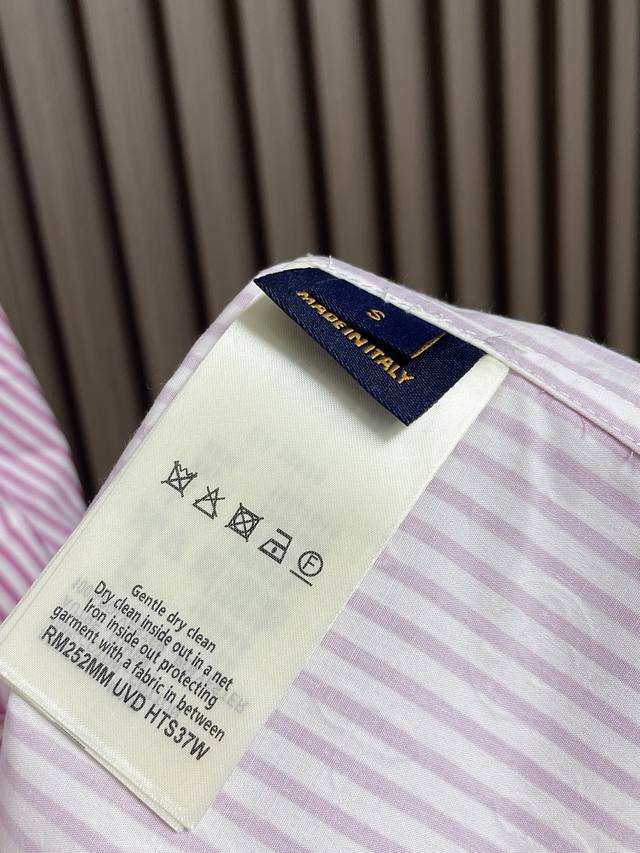 S
MADE IN ITALY
F
Gentle dry clean
Dry clean inside out in a net
Iron inside out protecting
garment with a fabric in between
RM252MM UVD HTS37W